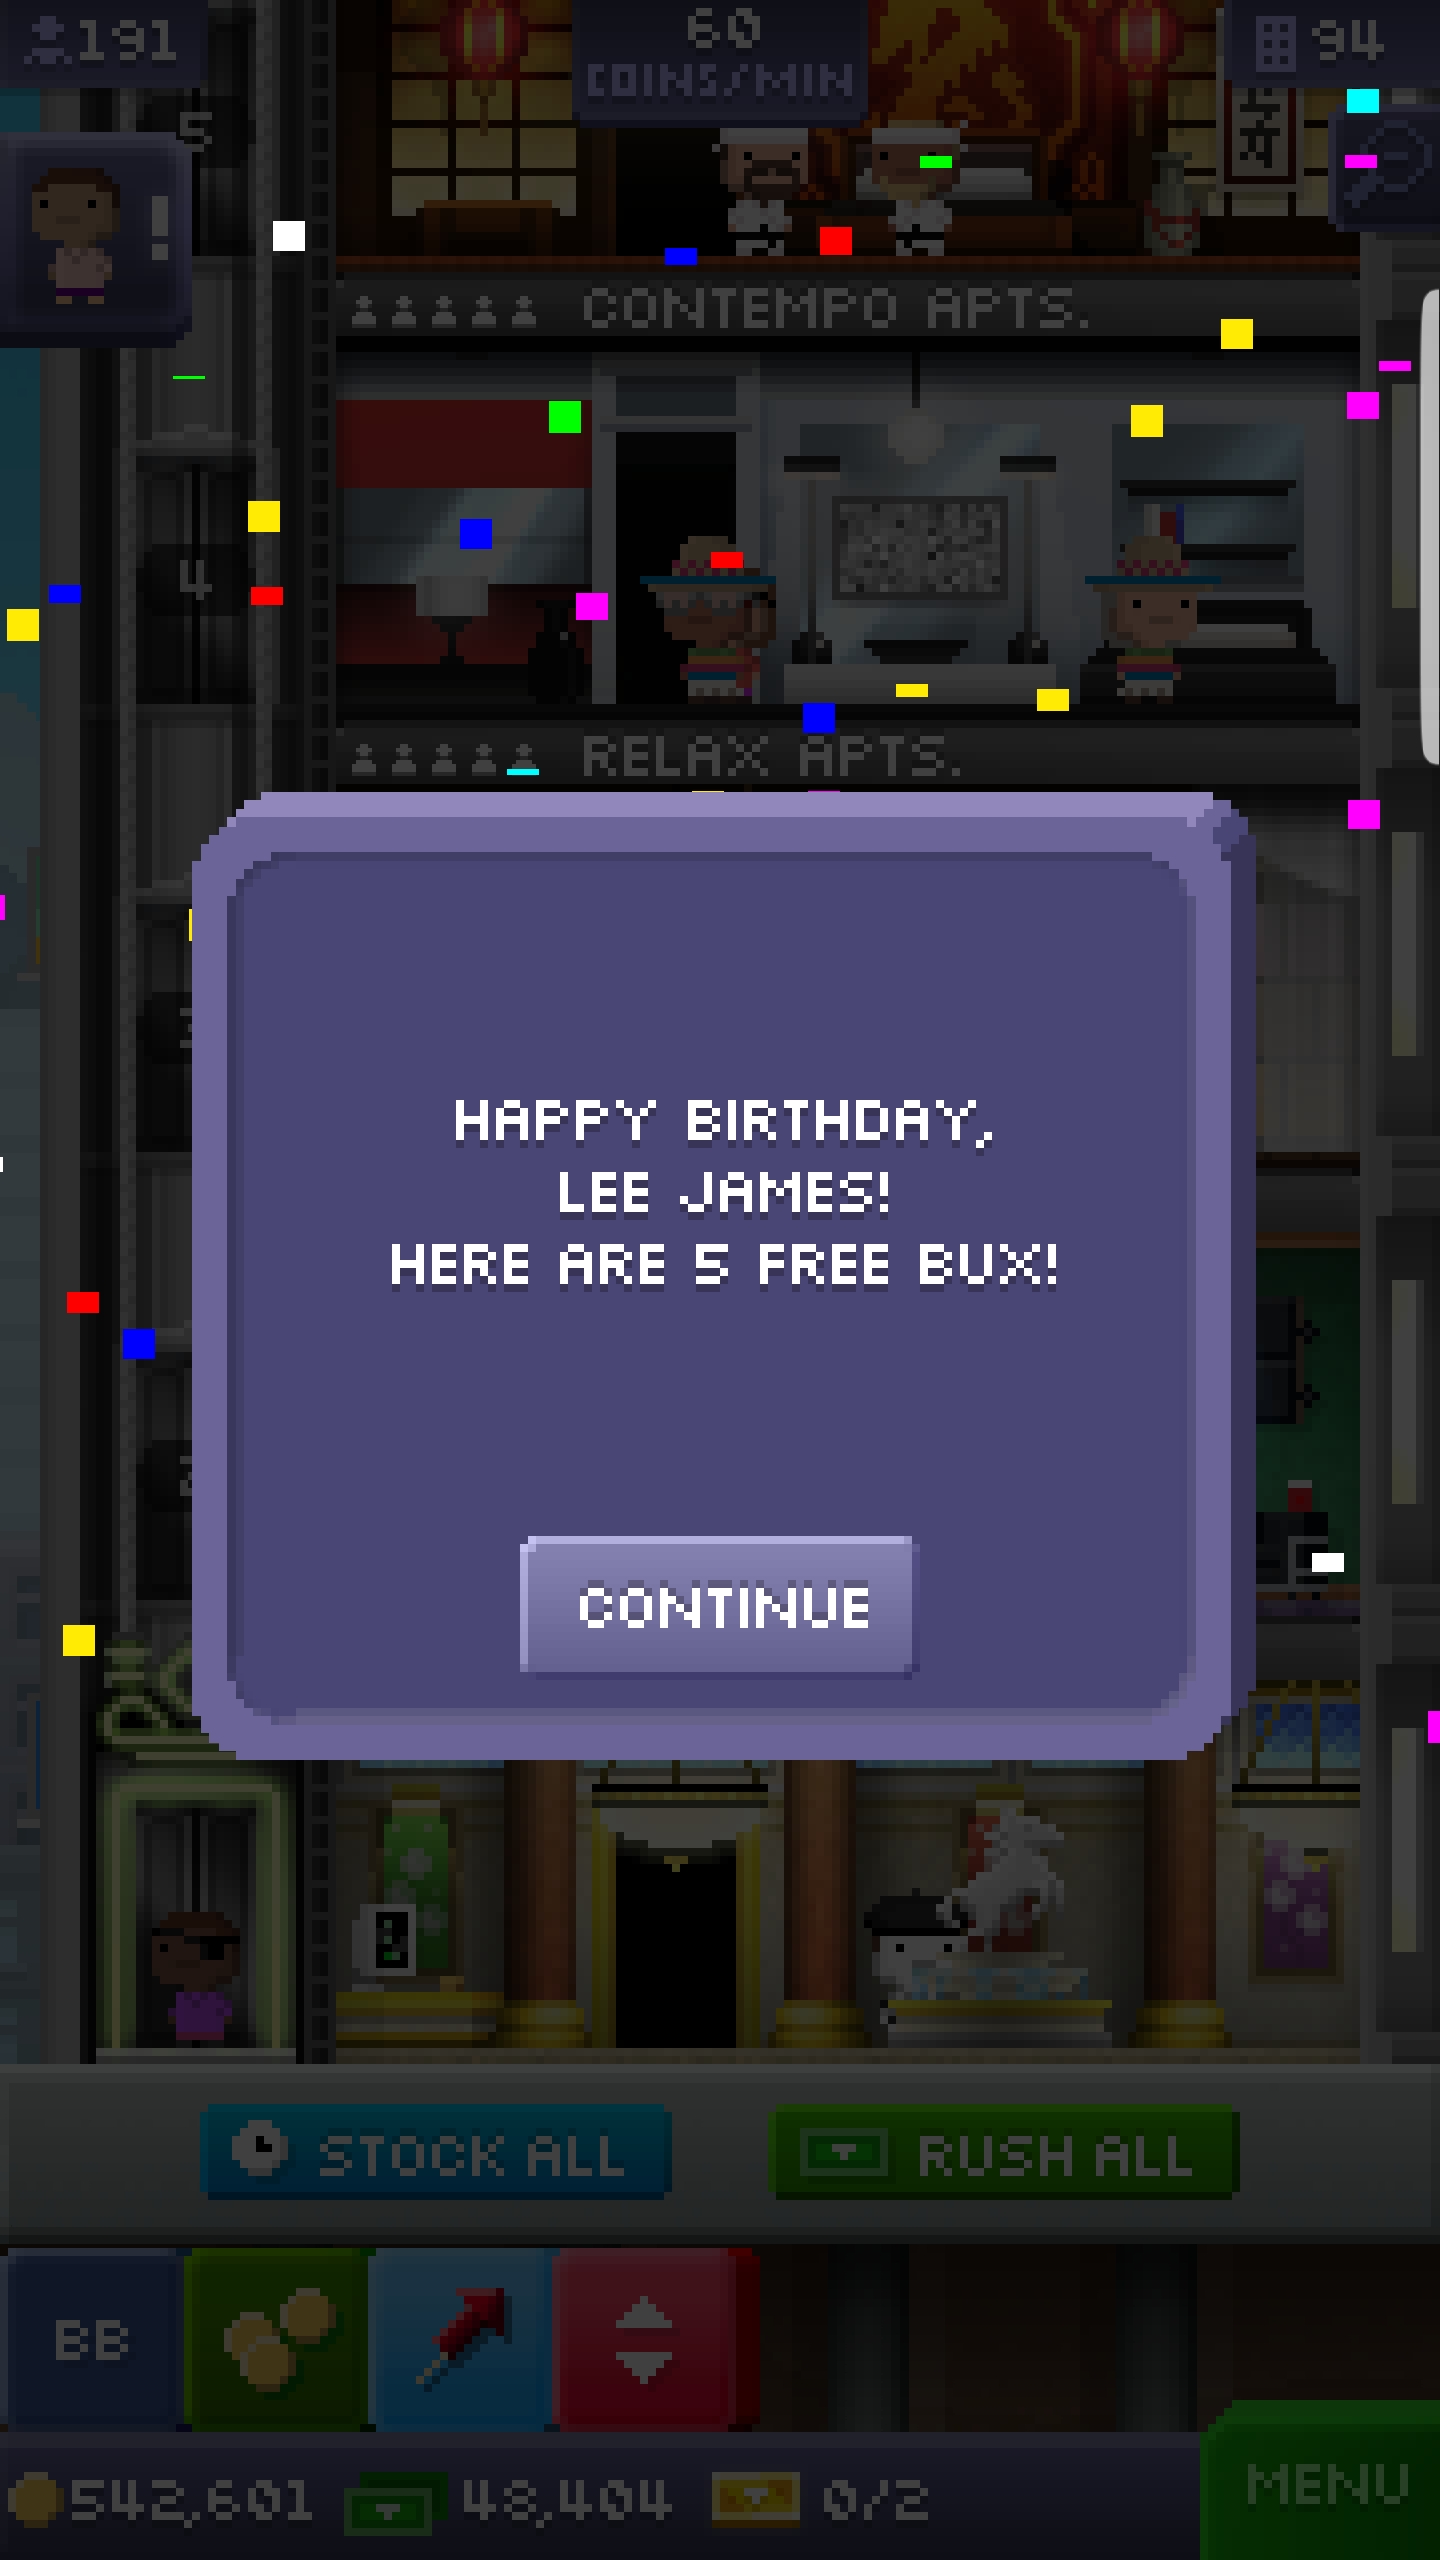 191
60
COINS/MIN
94
5
CONTEMPO APTS.
4
RELAX APTS.
HAPPY BIRTHDAY,
LEE JAMES!
HERE ARE 5 FREE BUX!
CONTINUE
STOCK ALL
RUSH ALL
BB
542,601
48,404
0/2
MENU